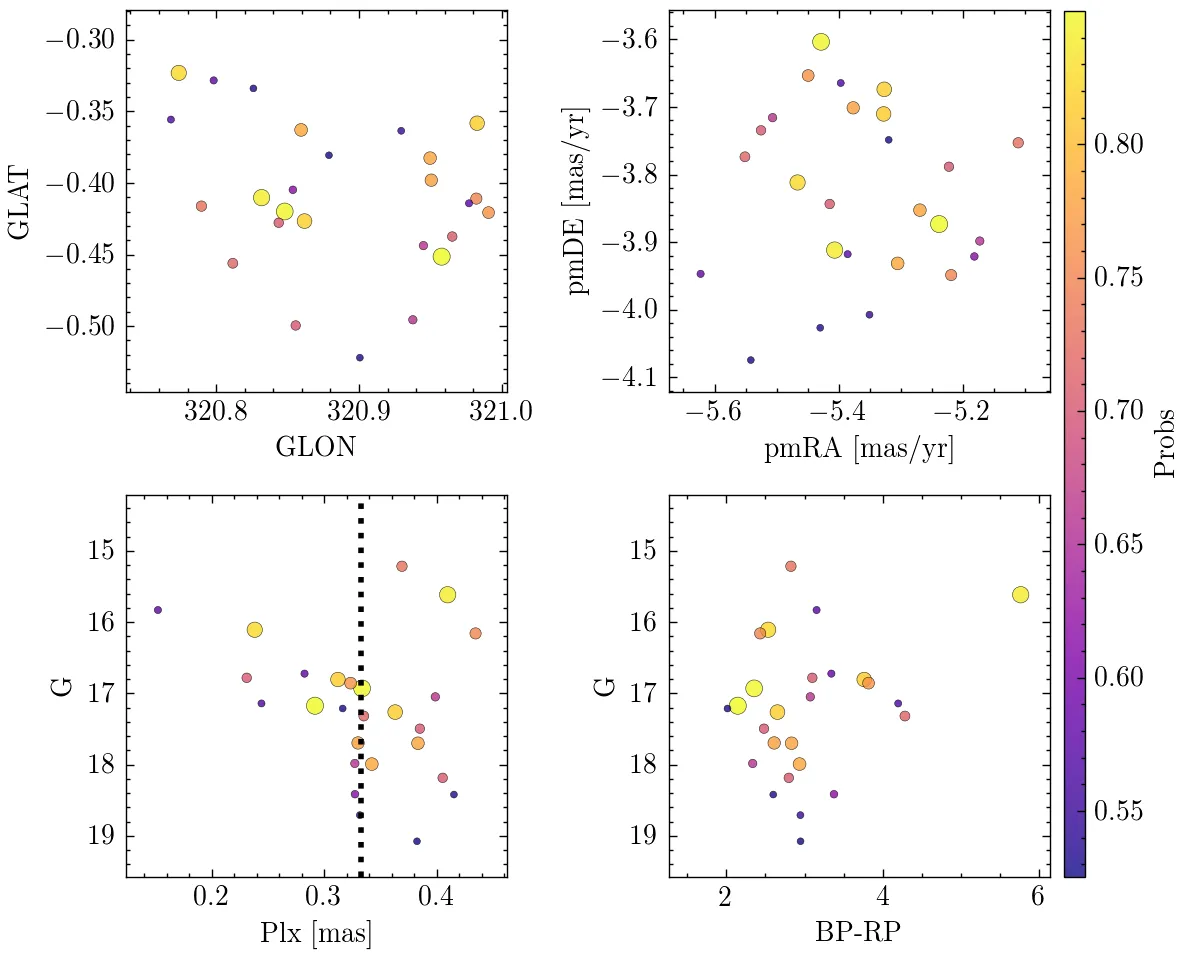 −0.30
−0.35
−0.40
−0.45
−0.50
GLAT
320.8 320.9 321.0
GLON
−3.6
−3.7
−3.8
−3.9
−4.0
−4.1
pmDE [mas/yr]
−5.6 −5.4 −5.2
pmRA [mas/yr]
15
16
17
18
19
G
0.2 0.3 0.4
Plx [mas]
15
16
17
18
19
G
2 4 6
BP-RP
0.80
0.75
0.70
0.65
0.60
0.55
Probs